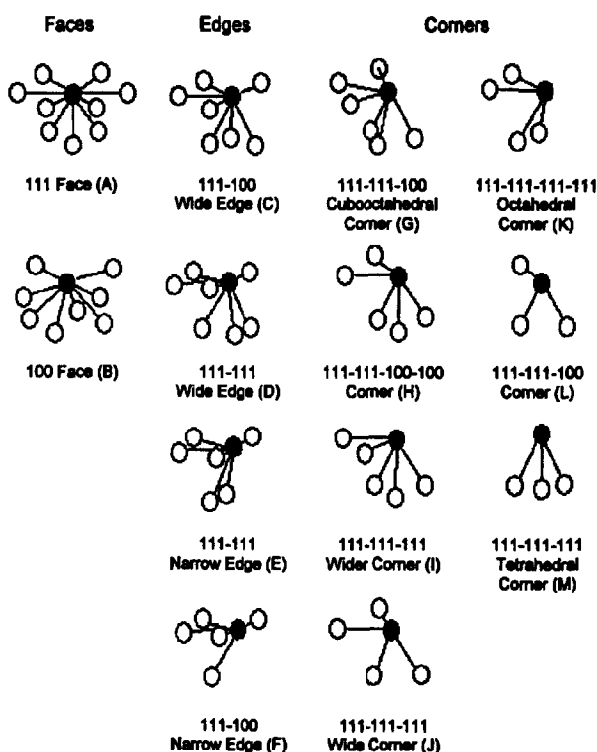 Faces Edges Corners
111 Face (A)
111-100
Wide Edge (C)
111-111-100
Cubooctahedral
Corner (G)
111-111-111-111
Octahedral
Corner (K)
100 Face (B)
111-111
Wide Edge (D)
111-111-100-100
Corner (H)
111-111-100
Corner (L)
111-111
Narrow Edge (E)
111-111-111
Wider Corner (I)
111-111-111
Tetrahedral
Corner (M)
111-100
Narrow Edge (F)
111-111-111
Wide Corner (J)